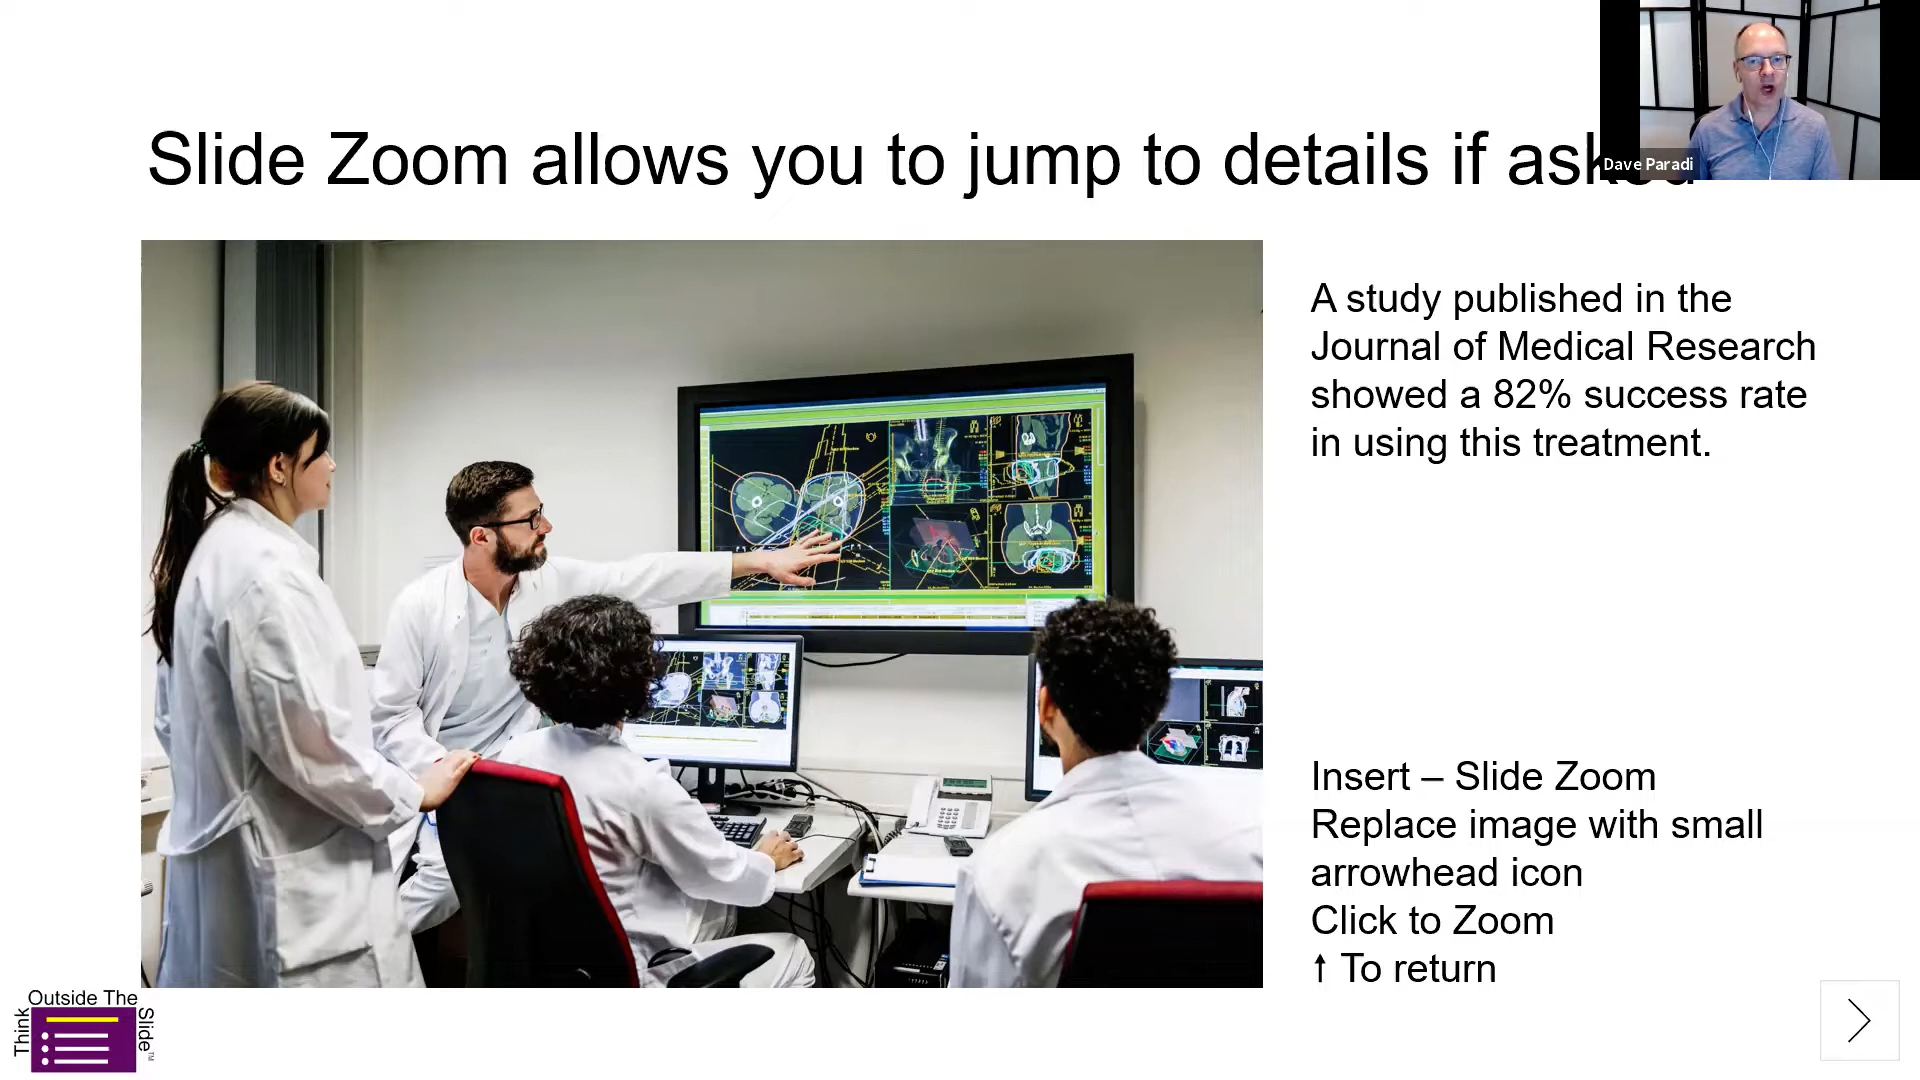 Slide Zoom allows you to jump to details if asked
Dave Paradi
A study published in the
Journal of Medical Research
showed a 82% success rate
in using this treatment.
Insert – Slide Zoom
Replace image with small
arrowhead icon
Click to Zoom
↑ To return
Think
Outside The
Slide™